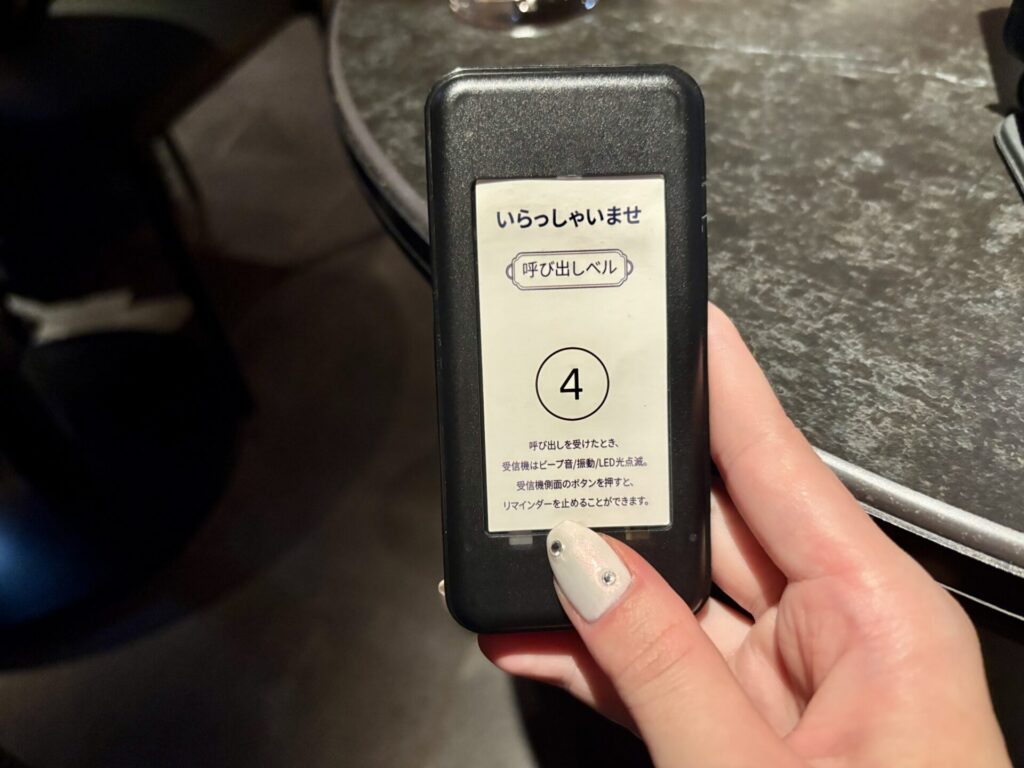 いらっしゃいませ
呼び出しベル
4
呼び出しを受けたとき、
受信機はビープ音/振動/LED光点滅。
受信機側面のボタンを押すと、
リマインダーを止めることができます。